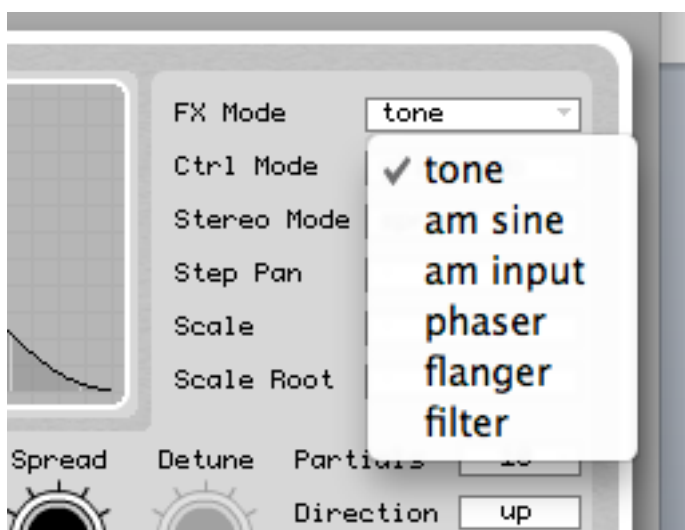 FX Mode tone
Ctrl Mode ✓ tone
am sine
Stereo Mode
am input
Step Pan
phaser
Scale
flanger
Scale Root
filter
Spread Detune Partials
Direction up